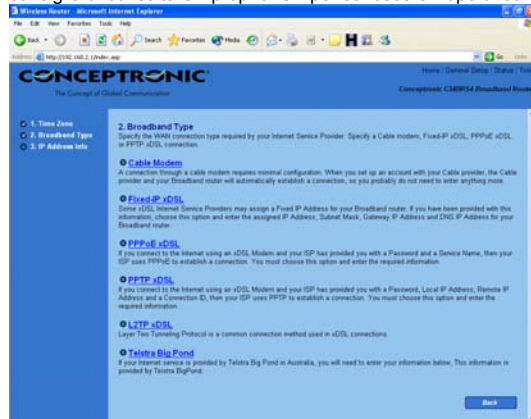 Wireless Router - Microsoft Internet Explorer
File Edit View Favorites Tools Help
Back Search Favorites Media
Address http://192.168.2.1/index.asp Go Links
CONCEPTRONIC
The Concept of Global Communication
Home | General Setup | Status |
Conceptronic C54BRS4 Broadband
1. Time Zone
2. Broadband Type
3. IP Address Info
2. Broadband Type
Specify the WAN connection type required by your Internet Service Provider. Specify a Cable modem, Fixed-IP xDSL, PPPoE xDSL,
or PPTP xDSL connection
Cable Modem
A connection through a cable modem requires minimal configuration. When you set up an account with your Cable provider, the Cable
provider and your Broadband router will automatically establish a connection, so you probably do not need to enter anything more.
Fixed-IP xDSL
Some xDSL Internet Service Providers may assign a Fixed IP Address for your Broadband router. If you have been provided with this
information, choose this option and enter the assigned IP Address, Subnet Mask, Gateway IP Address and DNS IP Address for your
Broadband router.
PPPoE xDSL
If you connect to the Internet using an xDSL Modem and your ISP has provided you with a Password and a Service Name, then your
ISP uses PPPoE to establish a connection. You must choose this option and enter the required information.
PPTP xDSL
If you connect to the Internet using an xDSL Modem and your ISP has provided you with a Password, Local IP Address, Remote IP
Address and a Connection ID, then your ISP uses PPTP to establish a connection. You must choose this option and enter the
required information.
L2TP xDSL
Layer Two Tunneling Protocol is a common connection method used in xDSL connections.
Telstra Big Pond
If your Internet service is provided by Telstra Big Pond in Australia, you will need to enter your information below. This information is
provided by Telstra BigPond.
Back